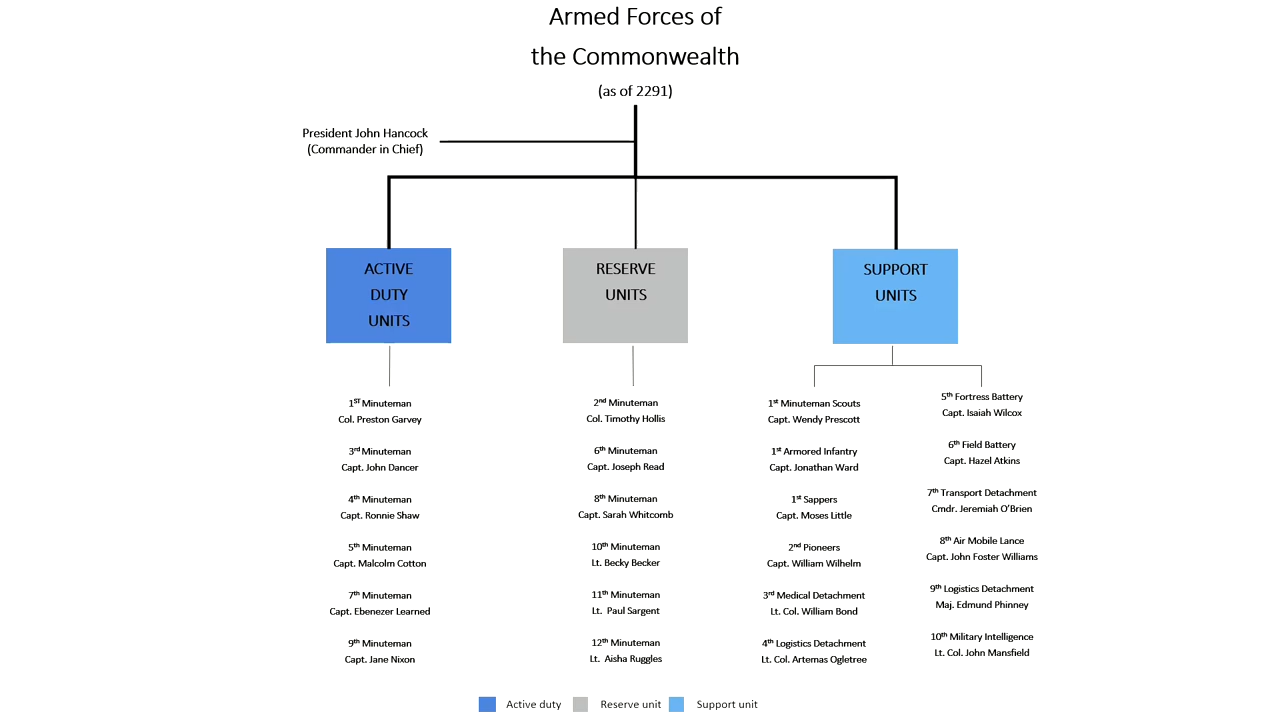 Armed Forces of
the Commonwealth
(as of 2291)
President John Hancock
(Commander in Chief)
ACTIVE
DUTY
UNITS
RESERVE
UNITS
SUPPORT
UNITS
1ST Minuteman
Col. Preston Garvey
3rd Minuteman
Capt. John Dancer
4th Minuteman
Capt. Ronnie Shaw
5th Minuteman
Capt. Malcolm Cotton
7th Minuteman
Capt. Ebenezer Learned
9th Minuteman
Capt. Jane Nixon
2nd Minuteman
Col. Timothy Hollis
6th Minuteman
Capt. Joseph Read
8th Minuteman
Capt. Sarah Whitcomb
10th Minuteman
Lt. Becky Becker
11th Minuteman
Lt. Paul Sargent
12th Minuteman
Lt. Aisha Ruggles
1st Minuteman Scouts
Capt. Wendy Prescott
1st Armored Infantry
Capt. Jonathan Ward
1st Sappers
Capt. Moses Little
2nd Pioneers
Capt. William Wilhelm
3rd Medical Detachment
Lt. Col. William Bond
4th Logistics Detachment
Lt. Col. Artemas Ogletree
5th Fortress Battery
Capt. Isaiah Wilcox
6th Field Battery
Capt. Hazel Atkins
7th Transport Detachment
Cmdr. Jeremiah O'Brien
8th Air Mobile Lance
Capt. John Foster Williams
9th Logistics Detachment
Maj. Edmund Phinney
10th Military Intelligence
Lt. Col. John Mansfield
Active duty
Reserve unit
Support unit